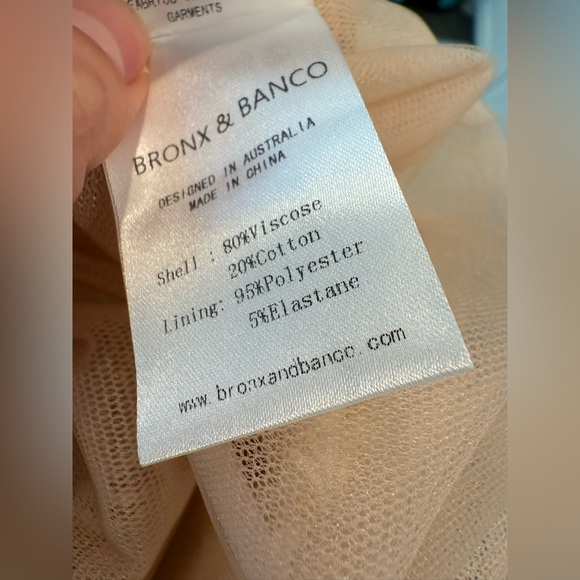 GARMENTS
BRONX & BANCO
DESIGNED IN AUSTRALIA
MADE IN CHINA
Shell : 80%Viscose
20%Cotton
Lining: 95%Polyester
5%Elastane
www.bronxandbanco.com